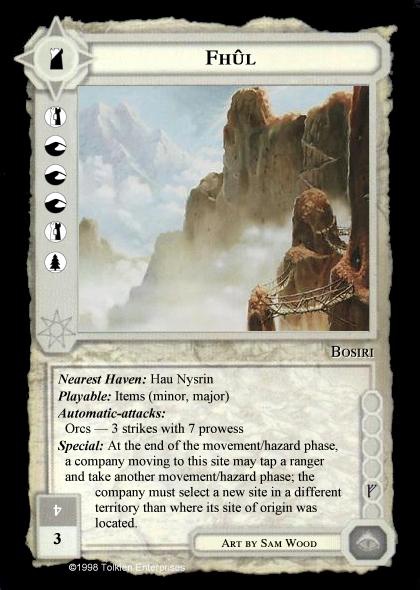 Fhûl
Bosiri
Nearest Haven: Hau Nysrin
Playable: Items (minor, major)
Automatic-attacks:
Orcs — 3 strikes with 7 prowess
Special: At the end of the movement/hazard phase,
a company moving to this site may tap a ranger
and take another movement/hazard phase; the
company must select a new site in a different
territory than where its site of origin was
located.
4
3
Art by Sam Wood
©1998 Tolkien Enterprises